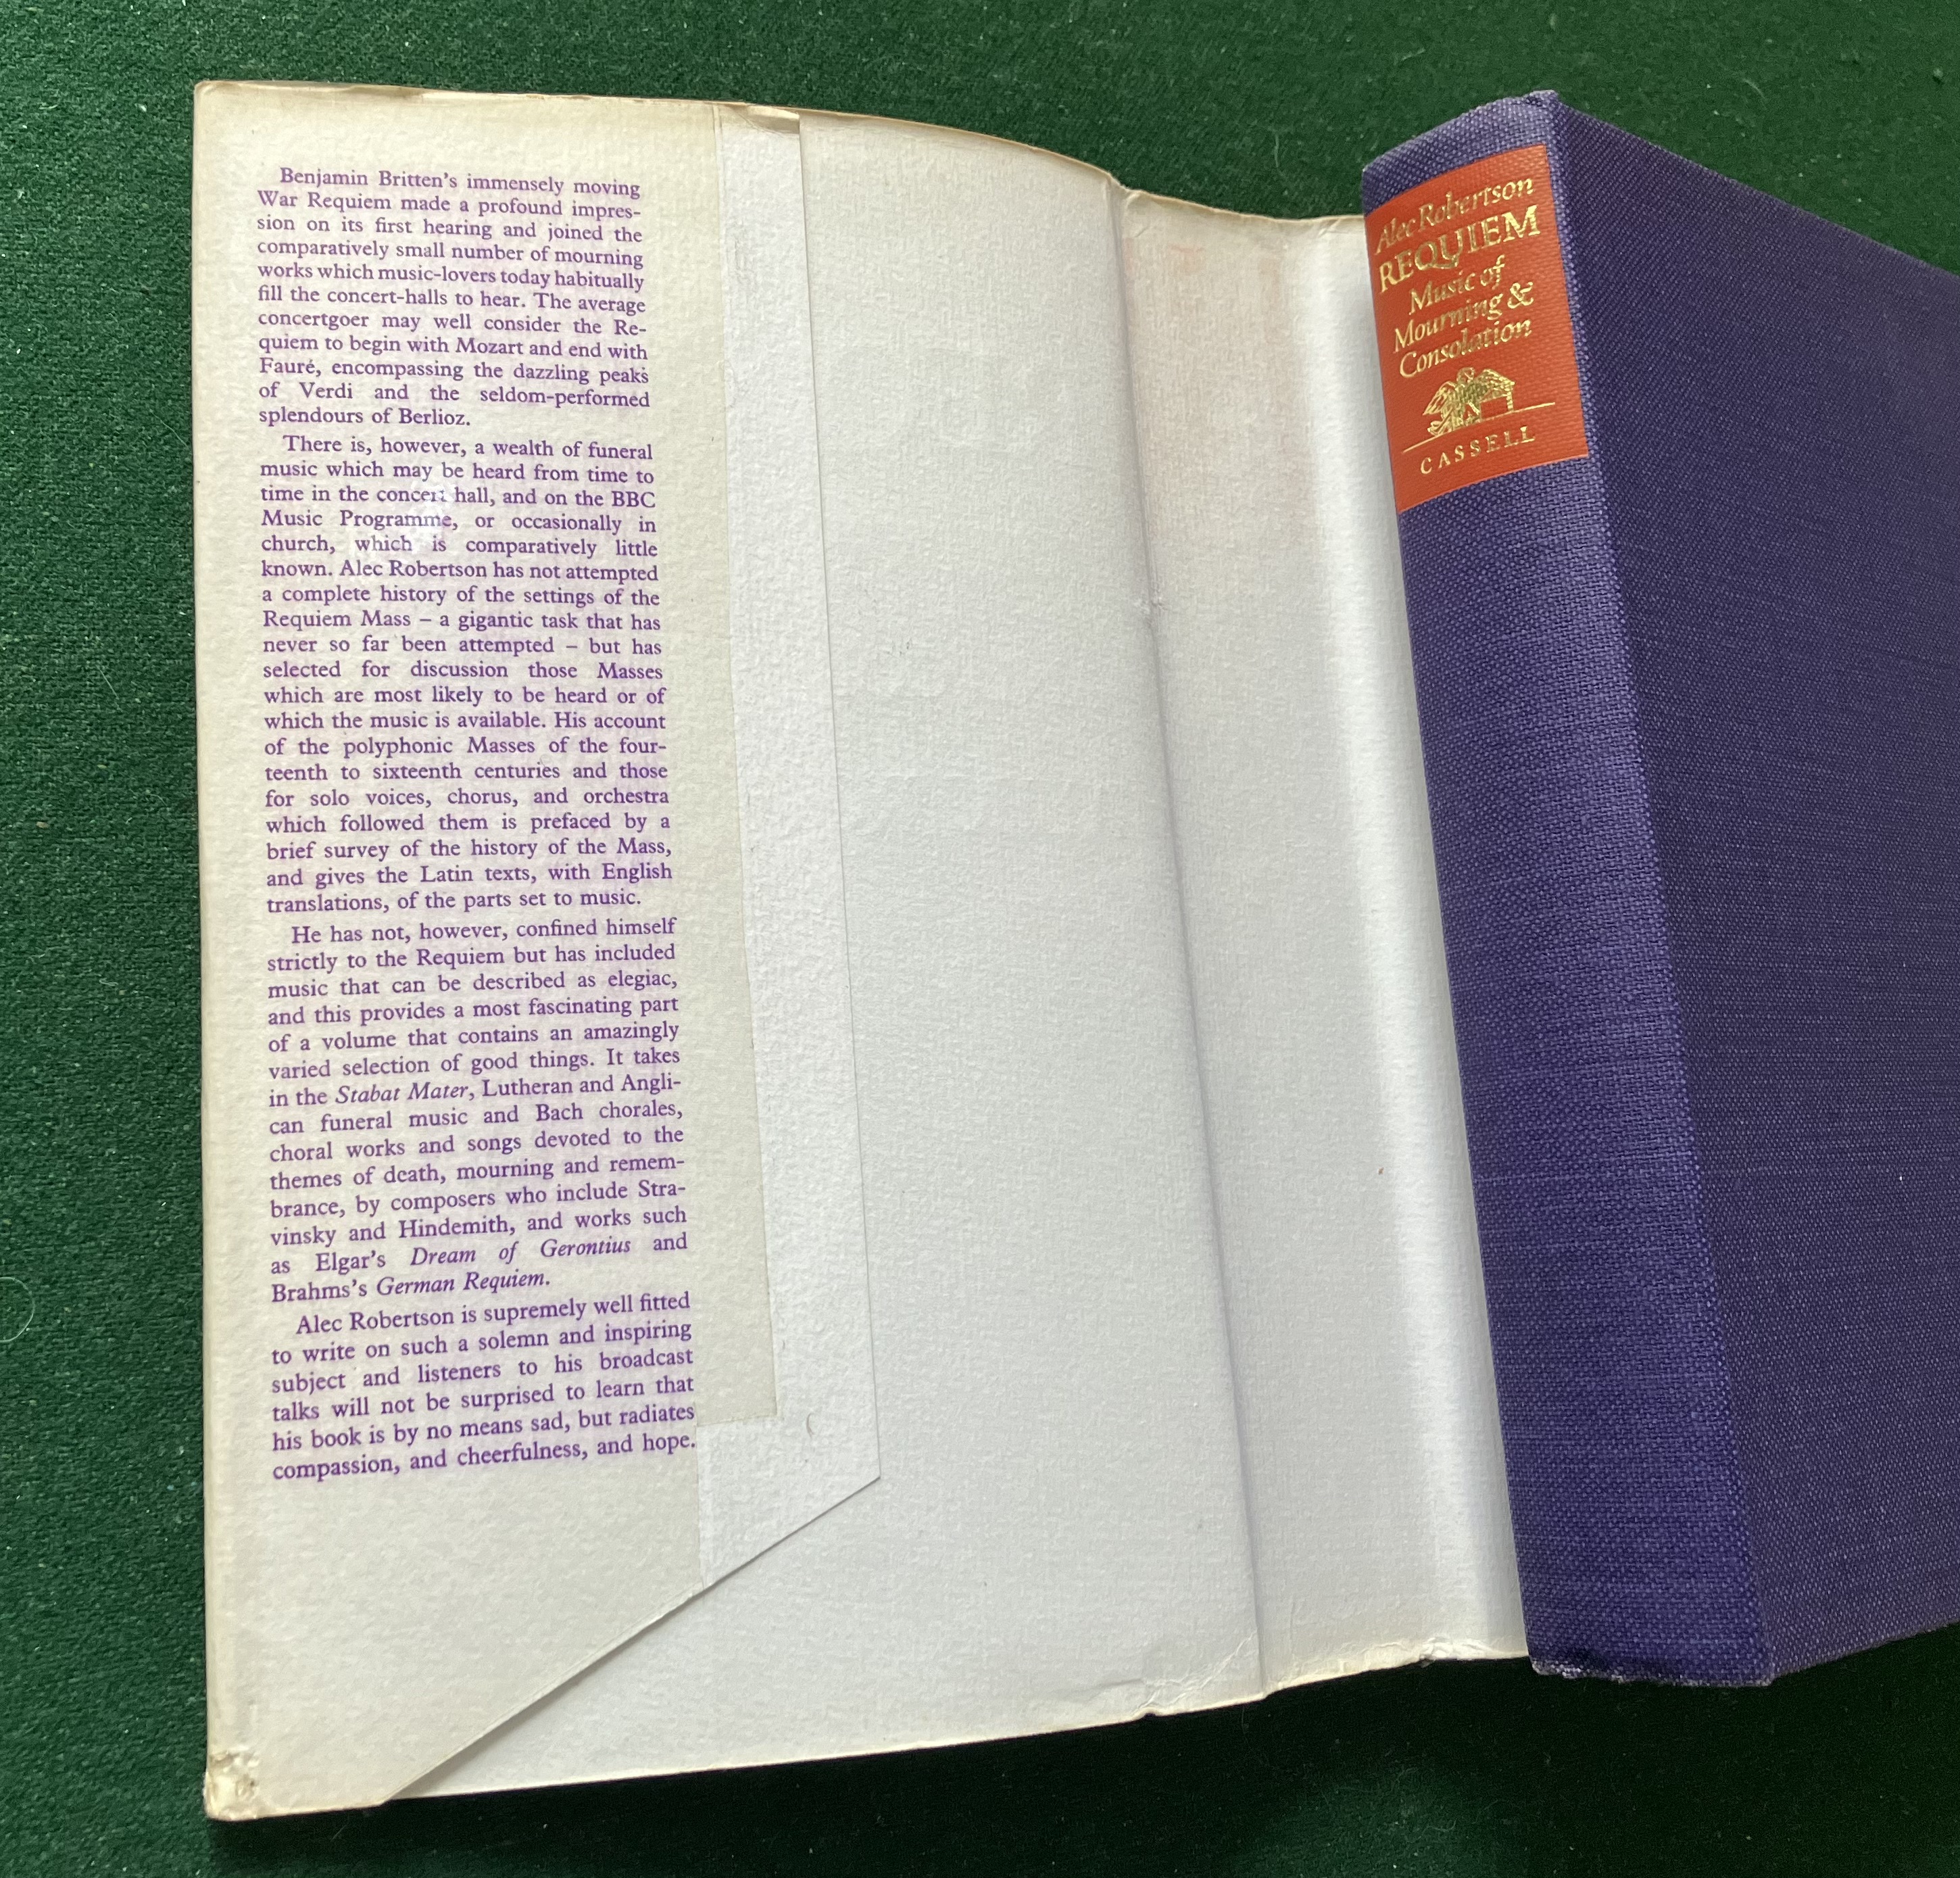 Benjamin Britten's immensely moving
War Requiem made a profound impres-
sion on its first hearing and joined the
comparatively small number of mourning
works which music-lovers today habitually
fill the concert-halls to hear. The average
concertgoer may well consider the Re-
quiem to begin with Mozart and end with
Fauré, encompassing the dazzling peaks
of Verdi and the seldom-performed
splendours of Berlioz.
There is, however, a wealth of funeral
music which may be heard from time to
time in the concert hall, and on the BBC
Music Programme, or occasionally in
church, which is comparatively little
known. Alec Robertson has not attempted
a complete history of the settings of the
Requiem Mass – a gigantic task that has
never so far been attempted – but has
selected for discussion those Masses
which are most likely to be heard or of
which the music is available. His account
of the polyphonic Masses of the four-
teenth to sixteenth centuries and those
for solo voices, chorus, and orchestra
which followed them is prefaced by a
brief survey of the history of the Mass,
and gives the Latin texts, with English
translations, of the parts set to music.
He has not, however, confined himself
strictly to the Requiem but has included
music that can be described as elegiac,
and this provides a most fascinating part
of a volume that contains an amazingly
varied selection of good things. It takes
in the Stabat Mater, Lutheran and Angli-
can funeral music and Bach chorales,
choral works and songs devoted to the
themes of death, mourning and remem-
brance, by composers who include Stra-
vinsky and Hindemith, and works such
as Elgar's Dream of Gerontius and
Brahms's German Requiem.
Alec Robertson is supremely well fitted
to write on such a solemn and inspiring
subject and listeners to his broadcast
talks will not be surprised to learn that
his book is by no means sad, but radiates
compassion, and cheerfulness, and hope.
Alec Robertson
REQUIEM
Music of
Mourning &
Consolation
CASSELL